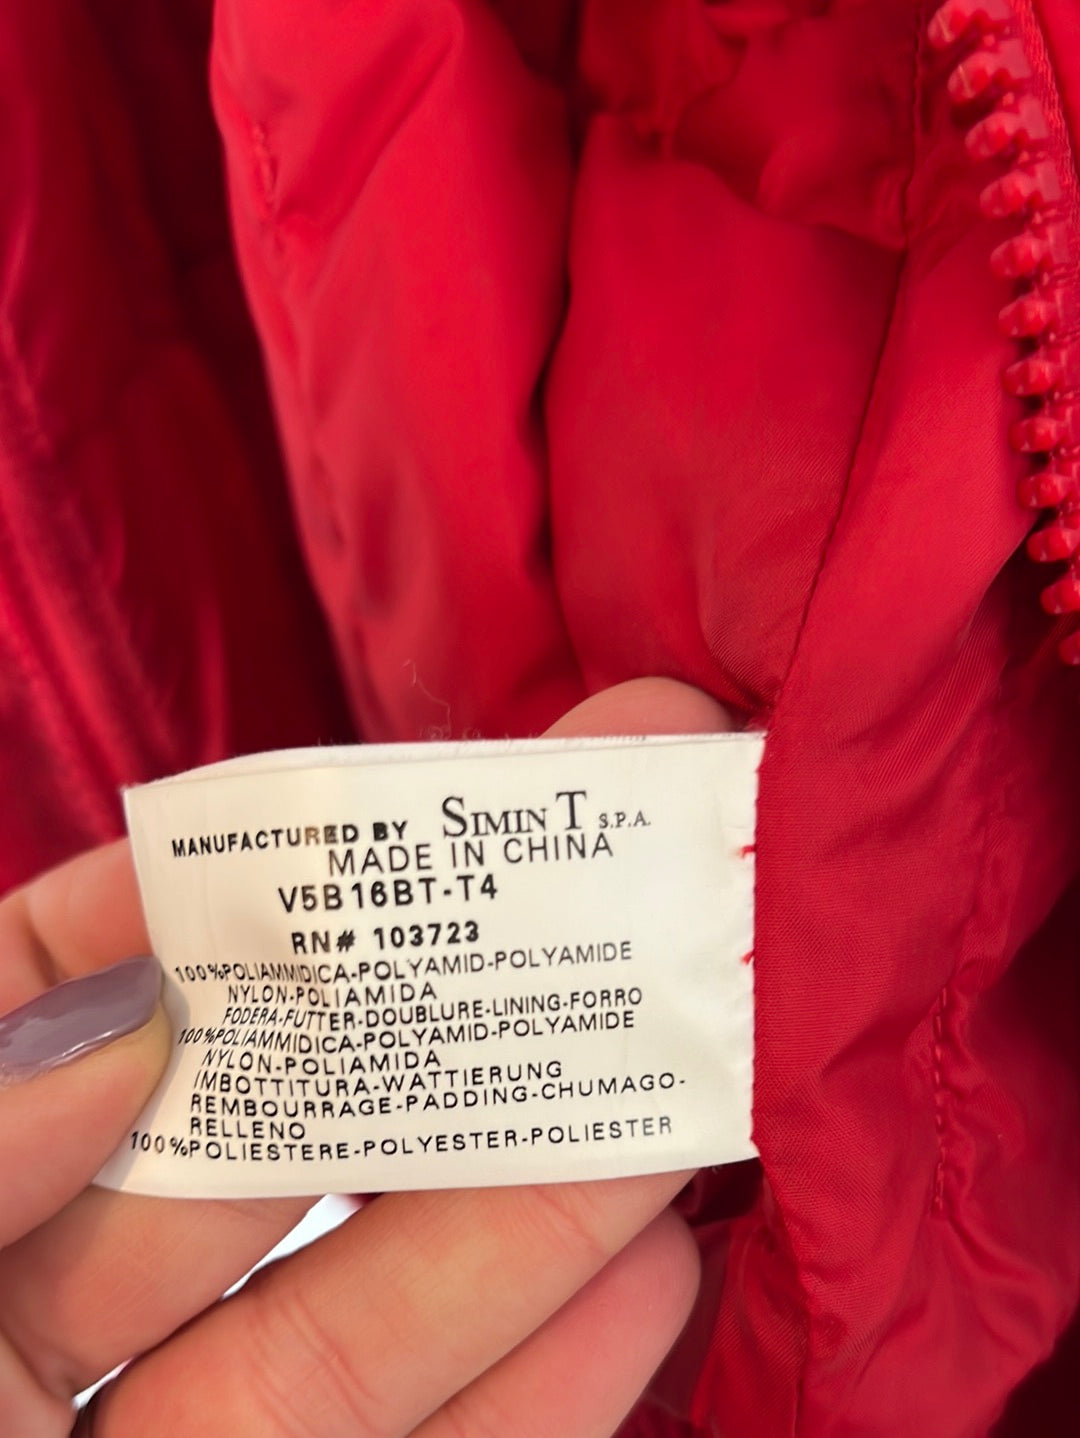 MANUFACTURED BY SIMIN T S.P.A.
MADE IN CHINA
V5B16BT-T4
RN# 103723
100%POLIAMMIDICA-POLYAMID-POLYAMIDE
NYLON-POLIAMIDA
FODERA-FUTTER-DOUBLURE-LINING-FORRO
100%POLIAMMIDICA-POLYAMID-POLYAMIDE
NYLON-POLIAMIDA
IMBOTTITURA-WATTIERUNG
REMBOURRAGE-PADDING-CHUMAGO-
RELLENO
100%POLIESTERE-POLYESTER-POLIESTER